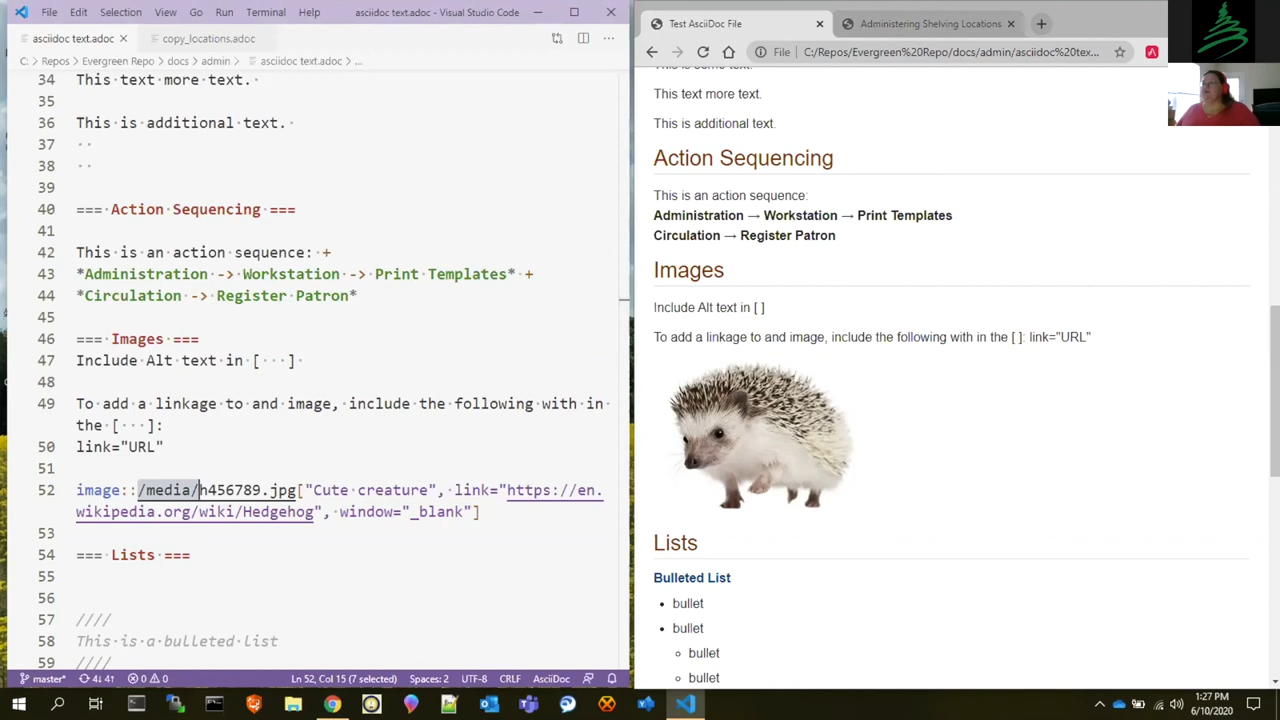 File Edit Selection View Go Run Terminal Help asciidoc text.adoc - Visual Studio Code
asciidoc text.adoc copy_locations.adoc
C: > Repos > Evergreen Repo > docs > admin > asciidoc text.adoc > ...
34 This text more text.
35
36 This is additional text.
37
38
39
40 === Action Sequencing ===
41
42 This is an action sequence: +
43 *Administration -> Workstation -> Print Templates* +
44 *Circulation -> Register Patron*
45
46 === Images ===
47 Include Alt text in [ ]
48
49 To add a linkage to and image, include the following with in
the [ ]:
50 link="URL"
51
52 image::/media/h456789.jpg["Cute creature", link="https://en.
wikipedia.org/wiki/Hedgehog", window="_blank"]
53
54 === Lists ===
55
56
57 ////
58 This is a bulleted list
59 ////
master* 4↓ 4↑ 0 0 Ln 52, Col 15 (7 selected) Spaces: 2 UTF-8 CRLF AsciiDoc
Test AsciiDoc File Administering Shelving Locations
File C:/Repos/Evergreen%20Repo/docs/admin/asciidoc%20tex...
This text more text.
This is additional text.
Action Sequencing
This is an action sequence:
Administration → Workstation → Print Templates
Circulation → Register Patron
Images
Include Alt text in [ ]
To add a linkage to and image, include the following with in the [ ]: link="URL"
Lists
Bulleted List
• bullet
• bullet
◦ bullet
◦ bullet
1:27 PM
6/10/2020